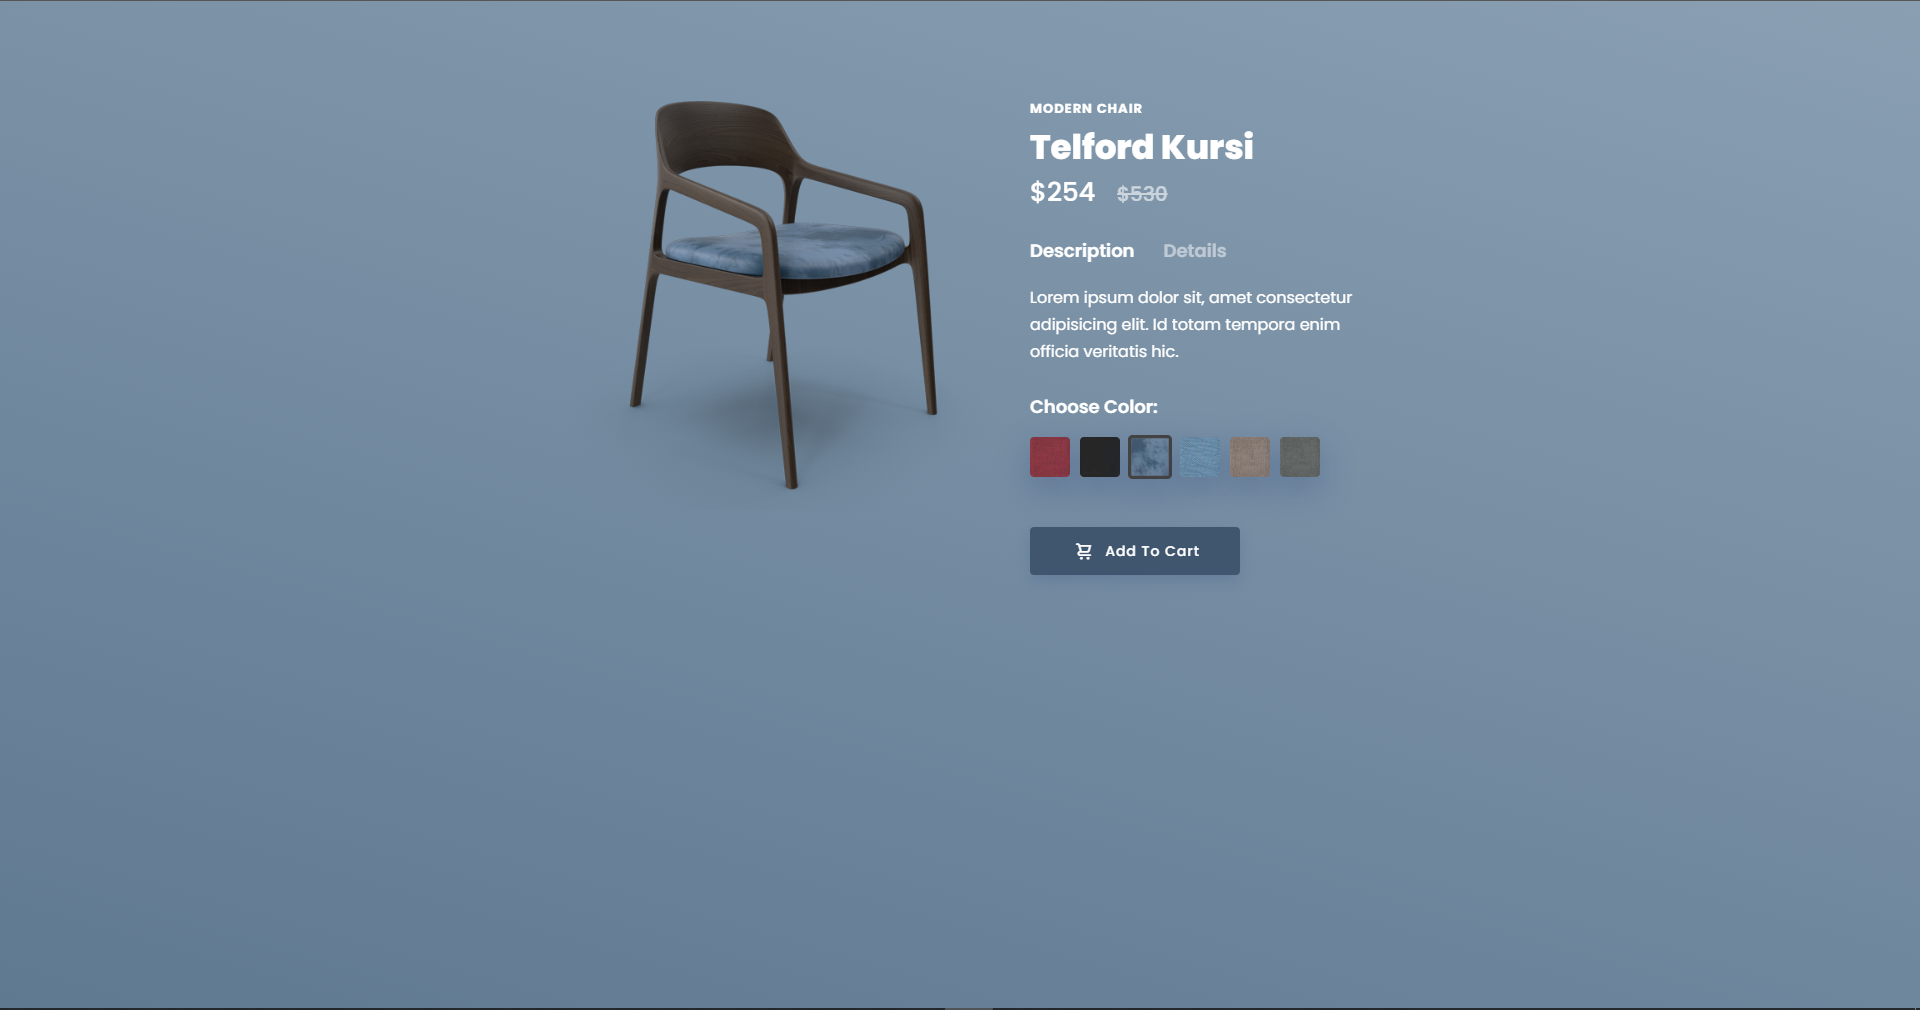 MODERN CHAIR
Telford Kursi
$254 $530
Description Details
Lorem ipsum dolor sit, amet consectetur
adipisicing elit. Id totam tempora enim
officia veritatis hic.
Choose Color:
Add To Cart